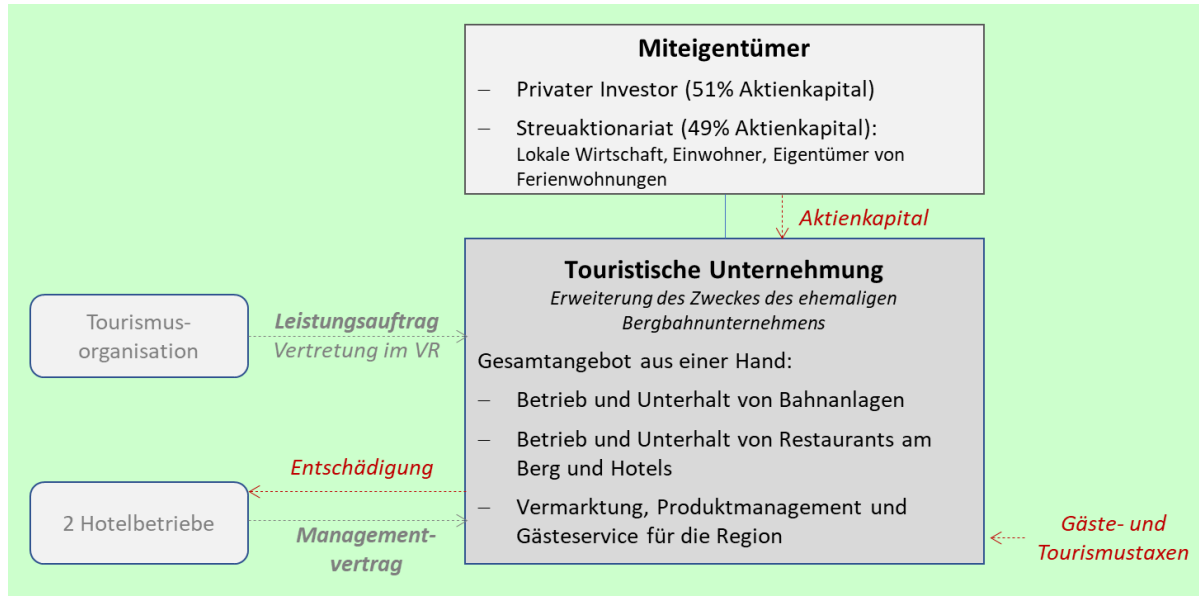 Miteigentümer
– Privater Investor (51% Aktienkapital)
– Streuaktionariat (49% Aktienkapital):
Lokale Wirtschaft, Einwohner, Eigentümer von
Ferienwohnungen
Aktienkapital
Touristische Unternehmung
Erweiterung des Zweckes des ehemaligen
Bergbahnunternehmens
Gesamtangebot aus einer Hand:
– Betrieb und Unterhalt von Bahnanlagen
– Betrieb und Unterhalt von Restaurants am
Berg und Hotels
– Vermarktung, Produktmanagement und
Gästeservice für die Region
Tourismus-
organisation
Leistungsauftrag
Vertretung im VR
Entschädigung
2 Hotelbetriebe
Management-
vertrag
Gäste- und
Tourismustaxen